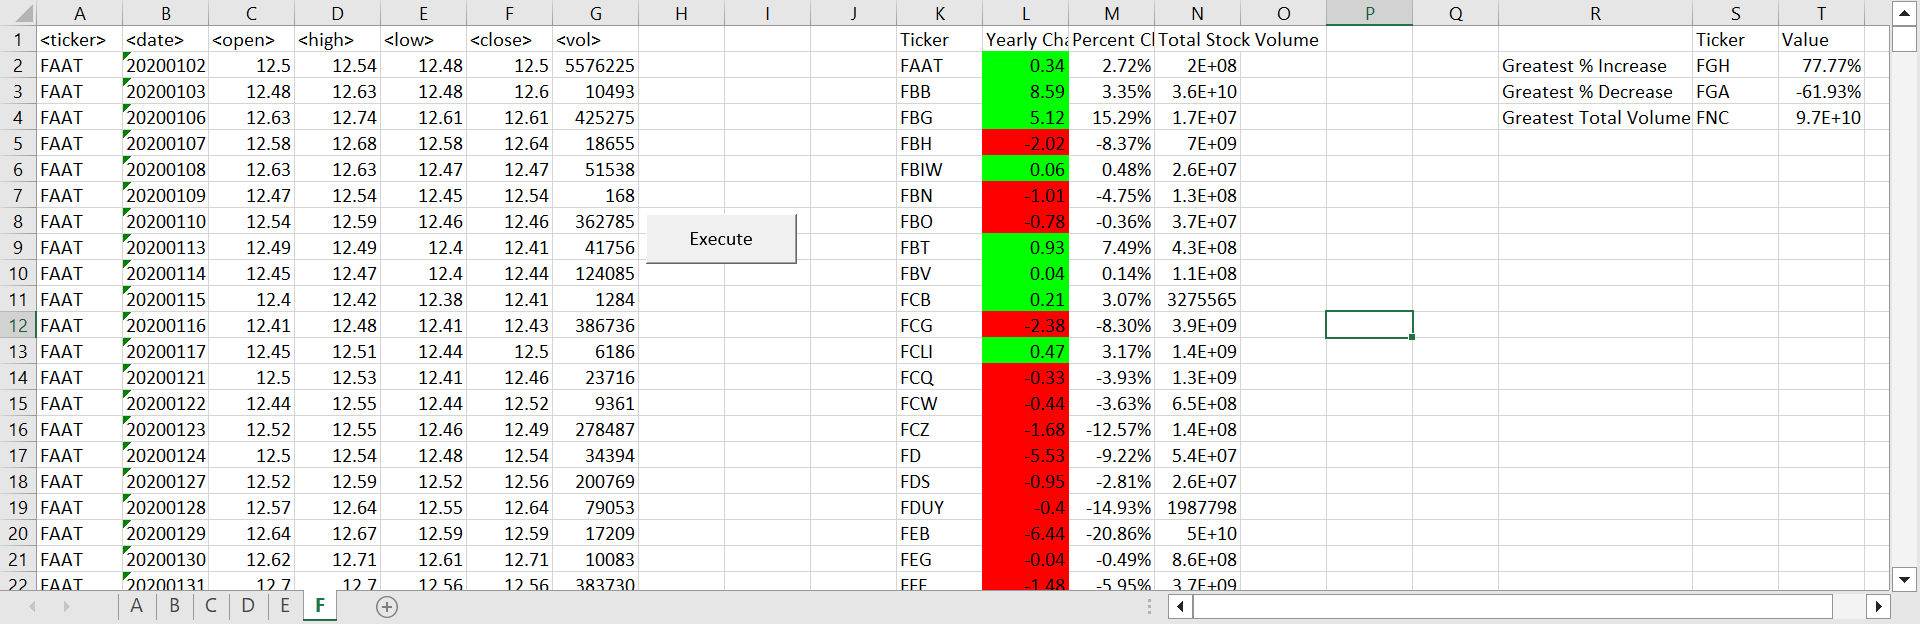 A B C D E F G H I J K L M N O P Q R S T
1 <ticker> <date> <open> <high> <low> <close> <vol> Ticker Yearly Cha Percent Cl Total Stock Volume Ticker Value
2 FAAT 20200102 12.5 12.54 12.48 12.5 5576225 FAAT 0.34 2.72% 2E+08 Greatest % Increase FGH 77.77%
3 FAAT 20200103 12.48 12.63 12.48 12.6 10493 FBB 8.59 3.35% 3.6E+10 Greatest % Decrease FGA -61.93%
4 FAAT 20200106 12.63 12.74 12.61 12.61 425275 FBG 5.12 15.29% 1.7E+07 Greatest Total Volume FNC 9.7E+10
5 FAAT 20200107 12.58 12.68 12.58 12.64 18655 FBH -2.02 -8.37% 7E+09
6 FAAT 20200108 12.63 12.63 12.47 12.47 51538 FBIW 0.06 0.48% 2.6E+07
7 FAAT 20200109 12.47 12.54 12.45 12.54 168 FBN -1.01 -4.75% 1.3E+08
8 FAAT 20200110 12.54 12.59 12.46 12.46 362785 FBO -0.78 -0.36% 3.7E+07
Execute
9 FAAT 20200113 12.49 12.49 12.4 12.41 41756 FBT 0.93 7.49% 4.3E+08
10 FAAT 20200114 12.45 12.47 12.4 12.44 124085 FBV 0.04 0.14% 1.1E+08
11 FAAT 20200115 12.4 12.42 12.38 12.41 1284 FCB 0.21 3.07% 3275565
12 FAAT 20200116 12.41 12.48 12.41 12.43 386736 FCG -2.38 -8.30% 3.9E+09
13 FAAT 20200117 12.45 12.51 12.44 12.5 6186 FCLI 0.47 3.17% 1.4E+09
14 FAAT 20200121 12.5 12.53 12.41 12.46 23716 FCQ -0.33 -3.93% 1.3E+09
15 FAAT 20200122 12.44 12.55 12.44 12.52 9361 FCW -0.44 -3.63% 6.5E+08
16 FAAT 20200123 12.52 12.55 12.46 12.49 278487 FCZ -1.68 -12.57% 1.4E+08
17 FAAT 20200124 12.5 12.54 12.48 12.54 34394 FD -5.53 -9.22% 5.4E+07
18 FAAT 20200127 12.52 12.59 12.52 12.56 200769 FDS -0.95 -2.81% 2.6E+07
19 FAAT 20200128 12.57 12.64 12.55 12.64 79053 FDUY -0.4 -14.93% 1987798
20 FAAT 20200129 12.64 12.67 12.59 12.59 17209 FEB -6.44 -20.86% 5E+10
21 FAAT 20200130 12.62 12.71 12.61 12.71 10083 FEG -0.04 -0.49% 8.6E+08
22 FAAT 20200131 12.7 12.7 12.56 12.56 383730 -1.48 -5.95% 3.7E+09
A B C D E F